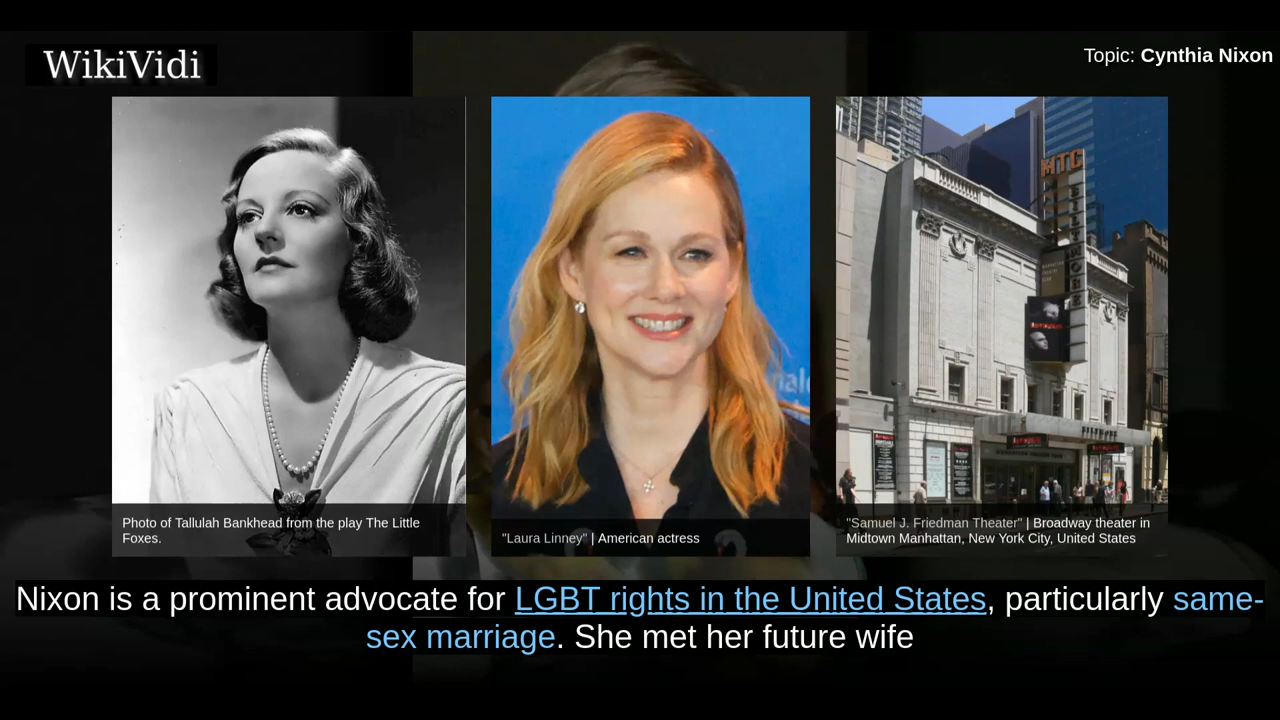 WikiVidi
Topic: Cynthia Nixon
MTC
BILTMORE
Photo of Tallulah Bankhead from the play The Little
Foxes.
"Laura Linney" | American actress
"Samuel J. Friedman Theater" | Broadway theater in
Midtown Manhattan, New York City, United States
Nixon is a prominent advocate for LGBT rights in the United States, particularly same-
sex marriage. She met her future wife